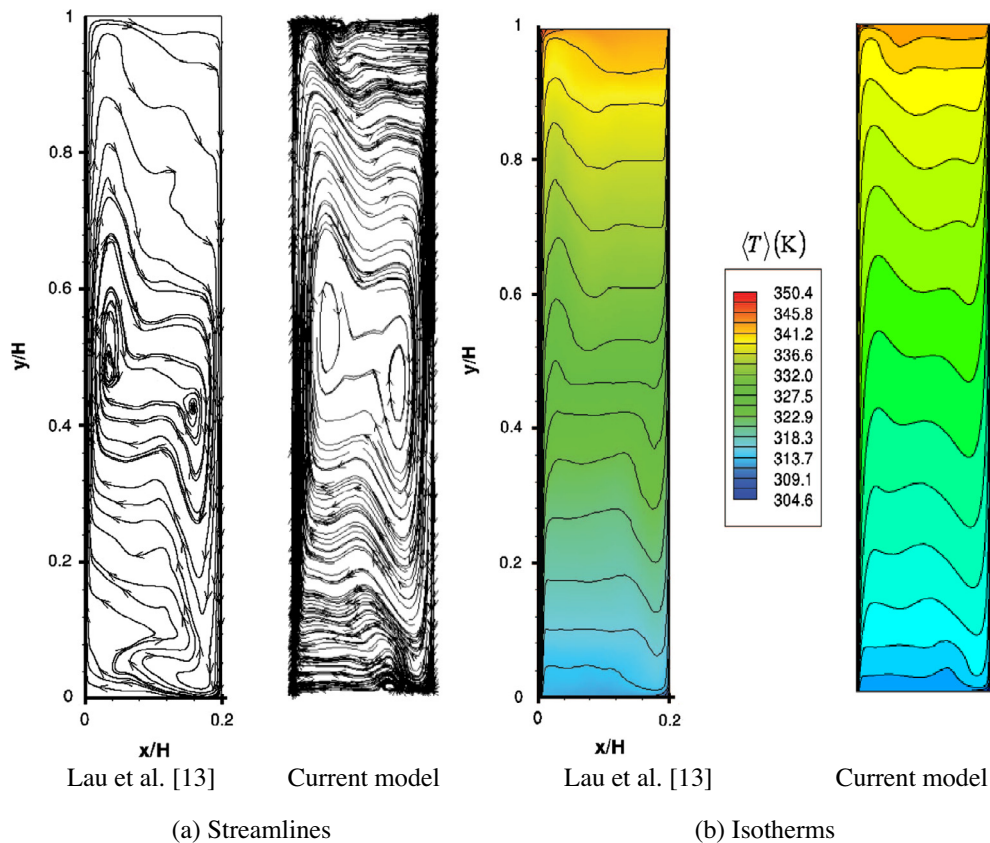 1
0.8
0.6
0.4
0.2
0
y/H
0
0.2
x/H
Lau et al. [13]
Current model
(a) Streamlines
1
0.8
0.6
0.4
0.2
0
y/H
0
0.2
x/H
⟨T⟩(K)
350.4
345.8
341.2
336.6
332.0
327.5
322.9
318.3
313.7
309.1
304.6
Lau et al. [13]
Current model
(b) Isotherms